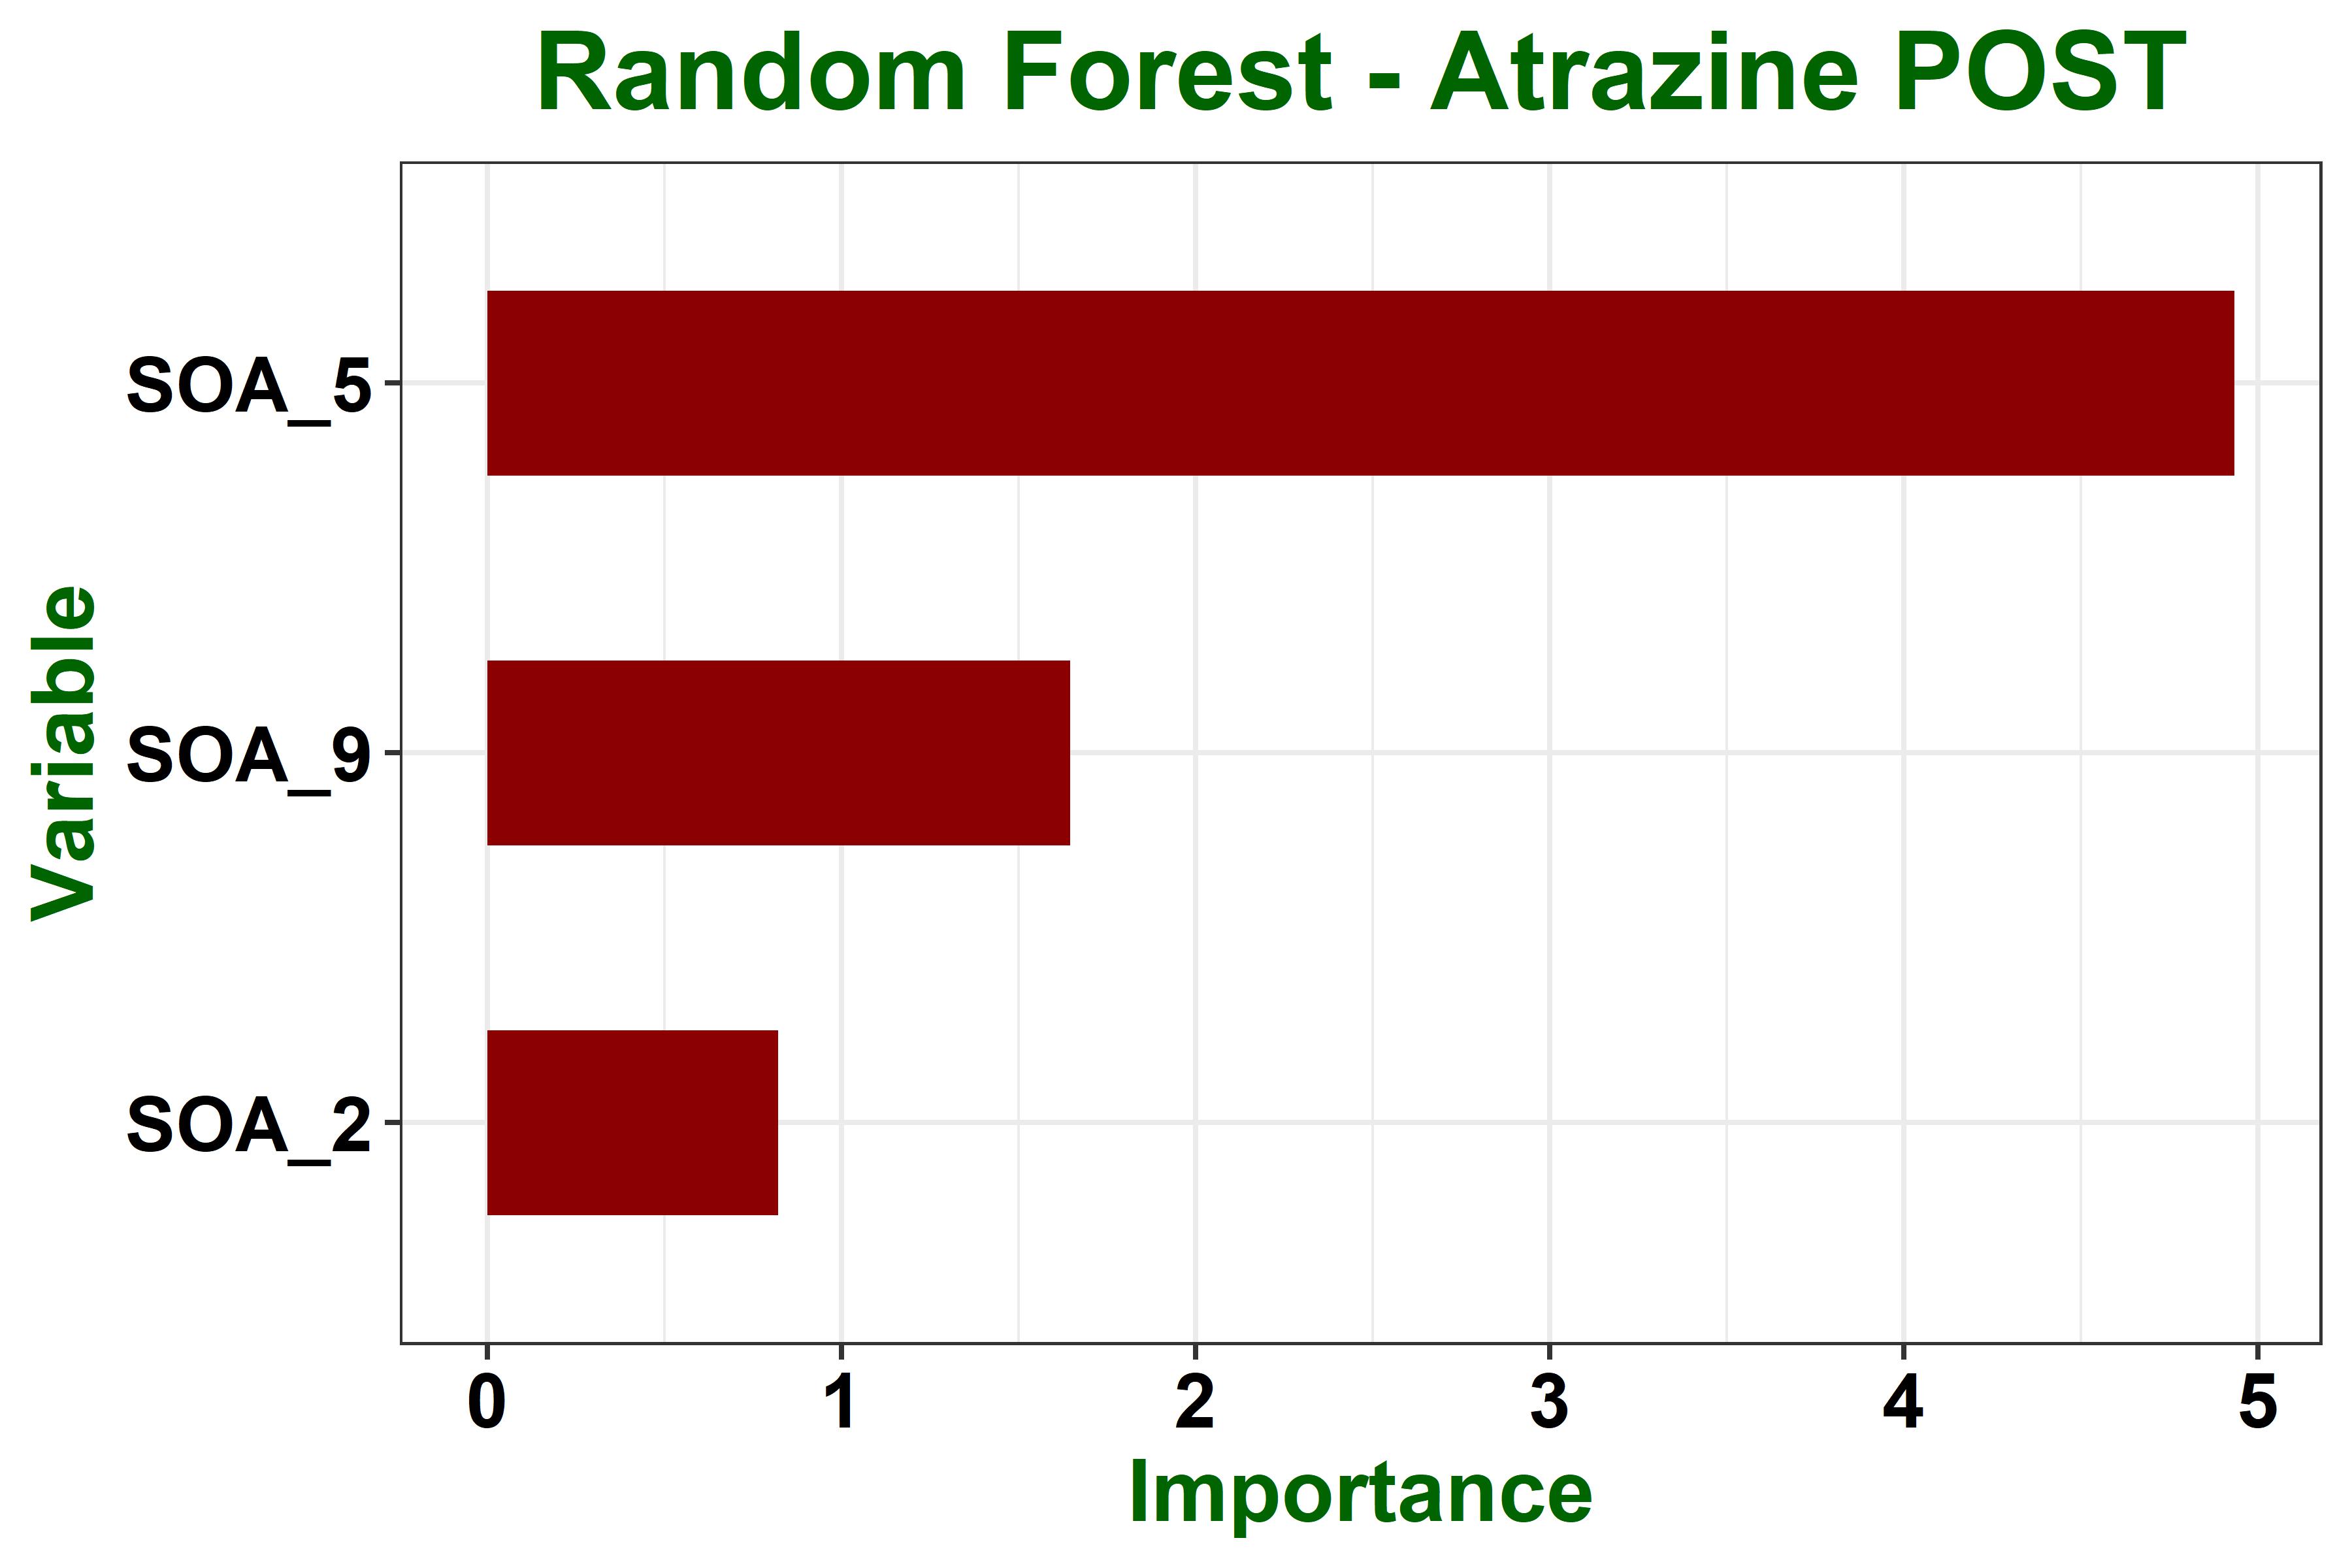 Random Forest - Atrazine POST
Variable
SOA_5
SOA_9
SOA_2
0 1 2 3 4 5
Importance